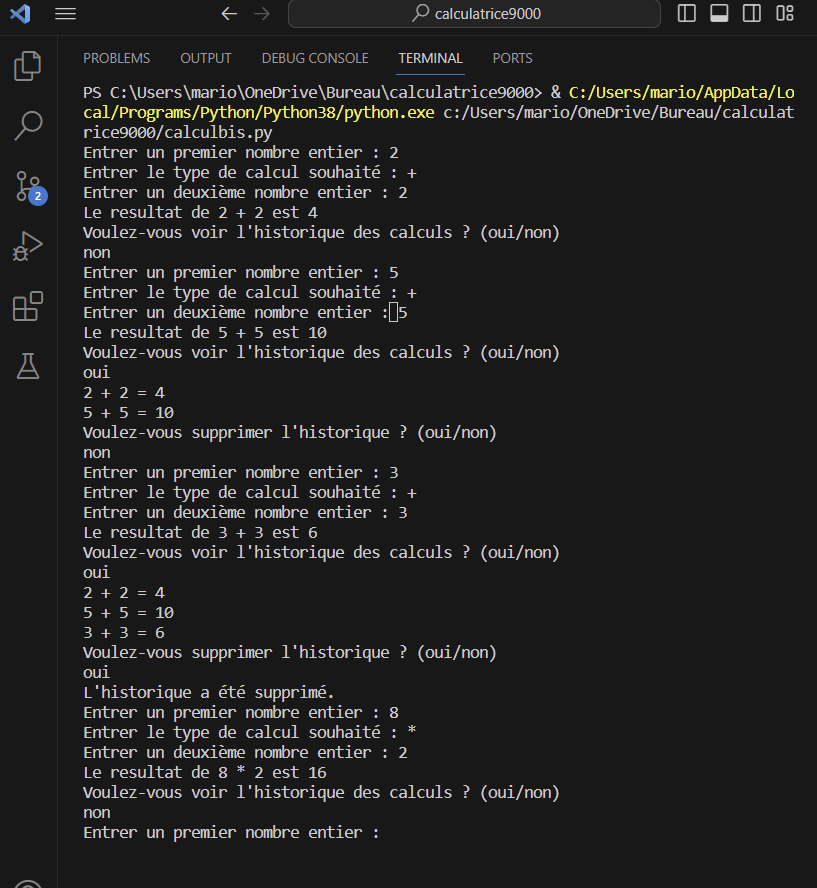 calculatrice9000
PROBLEMS OUTPUT DEBUG CONSOLE TERMINAL PORTS
PS C:\Users\mario\OneDrive\Bureau\calculatrice9000> & C:/Users/mario/AppData/Lo
cal/Programs/Python/Python38/python.exe c:/Users/mario/OneDrive/Bureau/calculat
rice9000/calculbis.py
Entrer un premier nombre entier : 2
Entrer le type de calcul souhaité : +
2
Entrer un deuxième nombre entier : 2
Le resultat de 2 + 2 est 4
Voulez-vous voir l'historique des calculs ? (oui/non)
non
Entrer un premier nombre entier : 5
Entrer le type de calcul souhaité : +
Entrer un deuxième nombre entier : 5
Le resultat de 5 + 5 est 10
Voulez-vous voir l'historique des calculs ? (oui/non)
oui
2 + 2 = 4
5 + 5 = 10
Voulez-vous supprimer l'historique ? (oui/non)
non
Entrer un premier nombre entier : 3
Entrer le type de calcul souhaité : +
Entrer un deuxième nombre entier : 3
Le resultat de 3 + 3 est 6
Voulez-vous voir l'historique des calculs ? (oui/non)
oui
2 + 2 = 4
5 + 5 = 10
3 + 3 = 6
Voulez-vous supprimer l'historique ? (oui/non)
oui
L'historique a été supprimé.
Entrer un premier nombre entier : 8
Entrer le type de calcul souhaité : *
Entrer un deuxième nombre entier : 2
Le resultat de 8 * 2 est 16
Voulez-vous voir l'historique des calculs ? (oui/non)
non
Entrer un premier nombre entier :